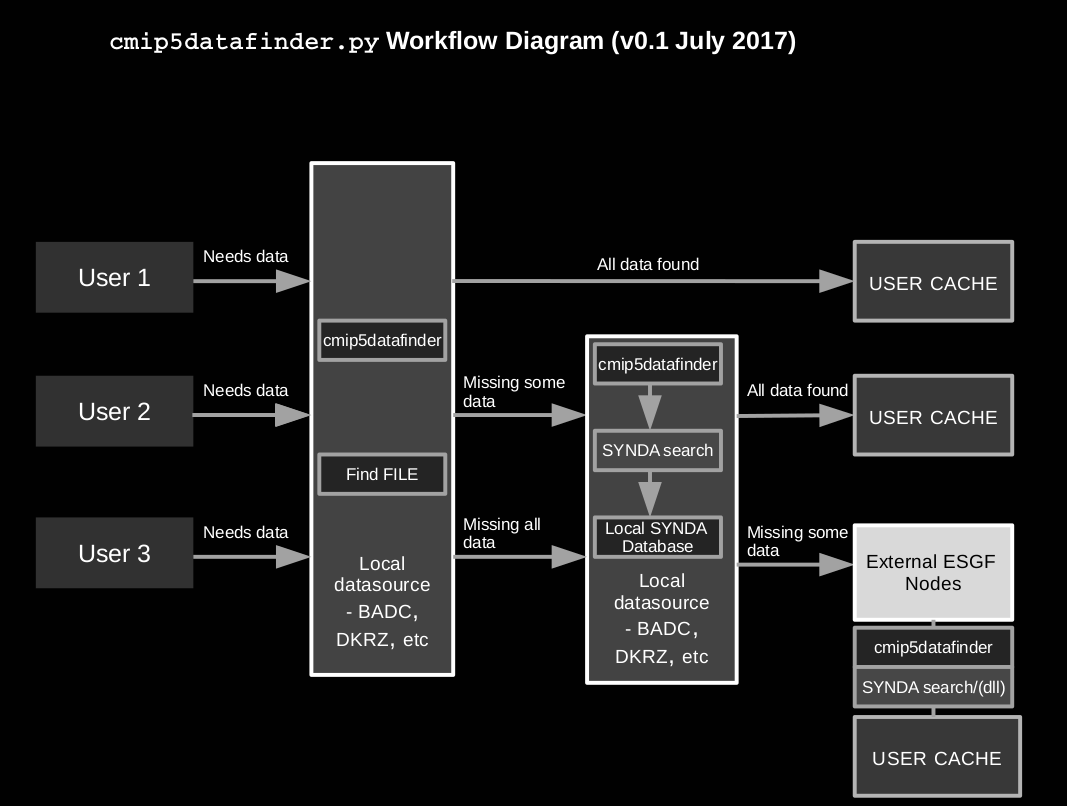 cmip5datafinder.py Workflow Diagram (v0.1 July 2017)
User 1
Needs data
All data found
USER CACHE
cmip5datafinder
cmip5datafinder
User 2
Needs data
Missing some
data
All data found
USER CACHE
SYNDA search
Find FILE
User 3
Needs data
Missing all
data
Local SYNDA
Database
Missing some
data
External ESGF
Nodes
Local
datasource
- BADC,
DKRZ, etc
Local
datasource
- BADC,
DKRZ, etc
cmip5datafinder
SYNDA search/(dll)
USER CACHE